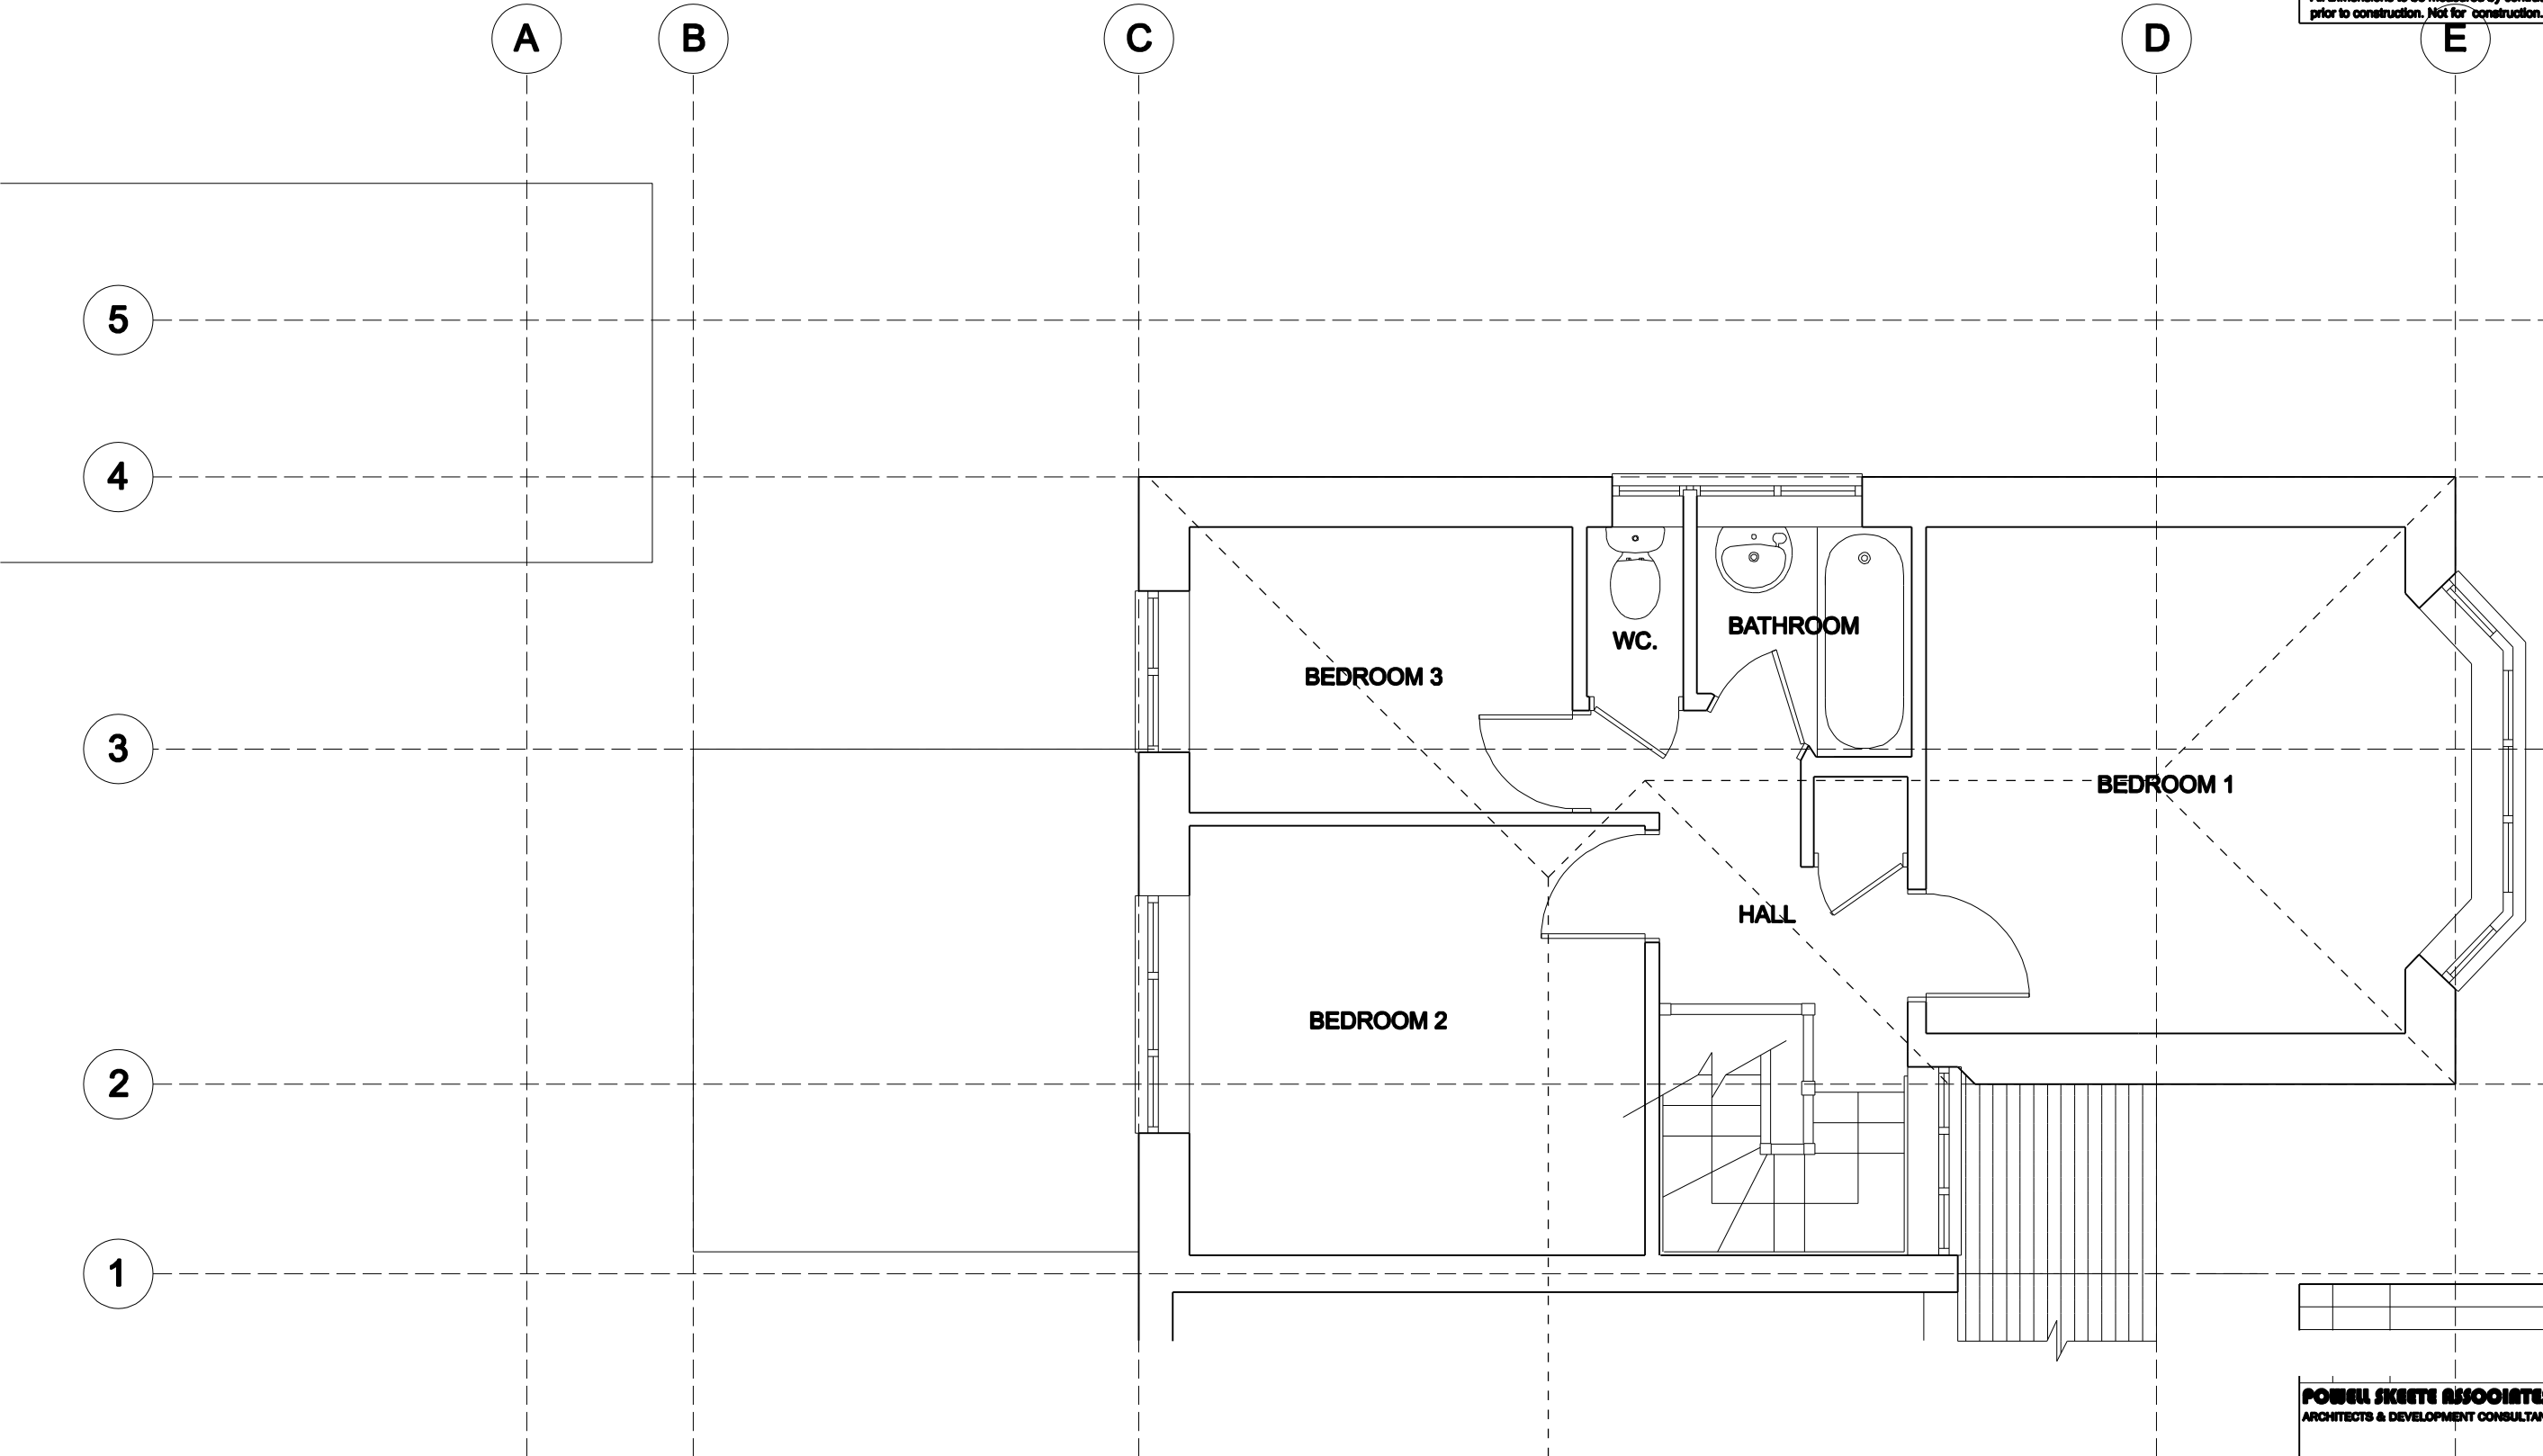 prior to construction. Not for construction.
A
B
C
D
E
5
4
3
2
1
WC.
BATHROOM
BEDROOM 3
BEDROOM 1
HALL
BEDROOM 2
POWELL SKEETE ASSOCIATES
ARCHITECTS & DEVELOPMENT